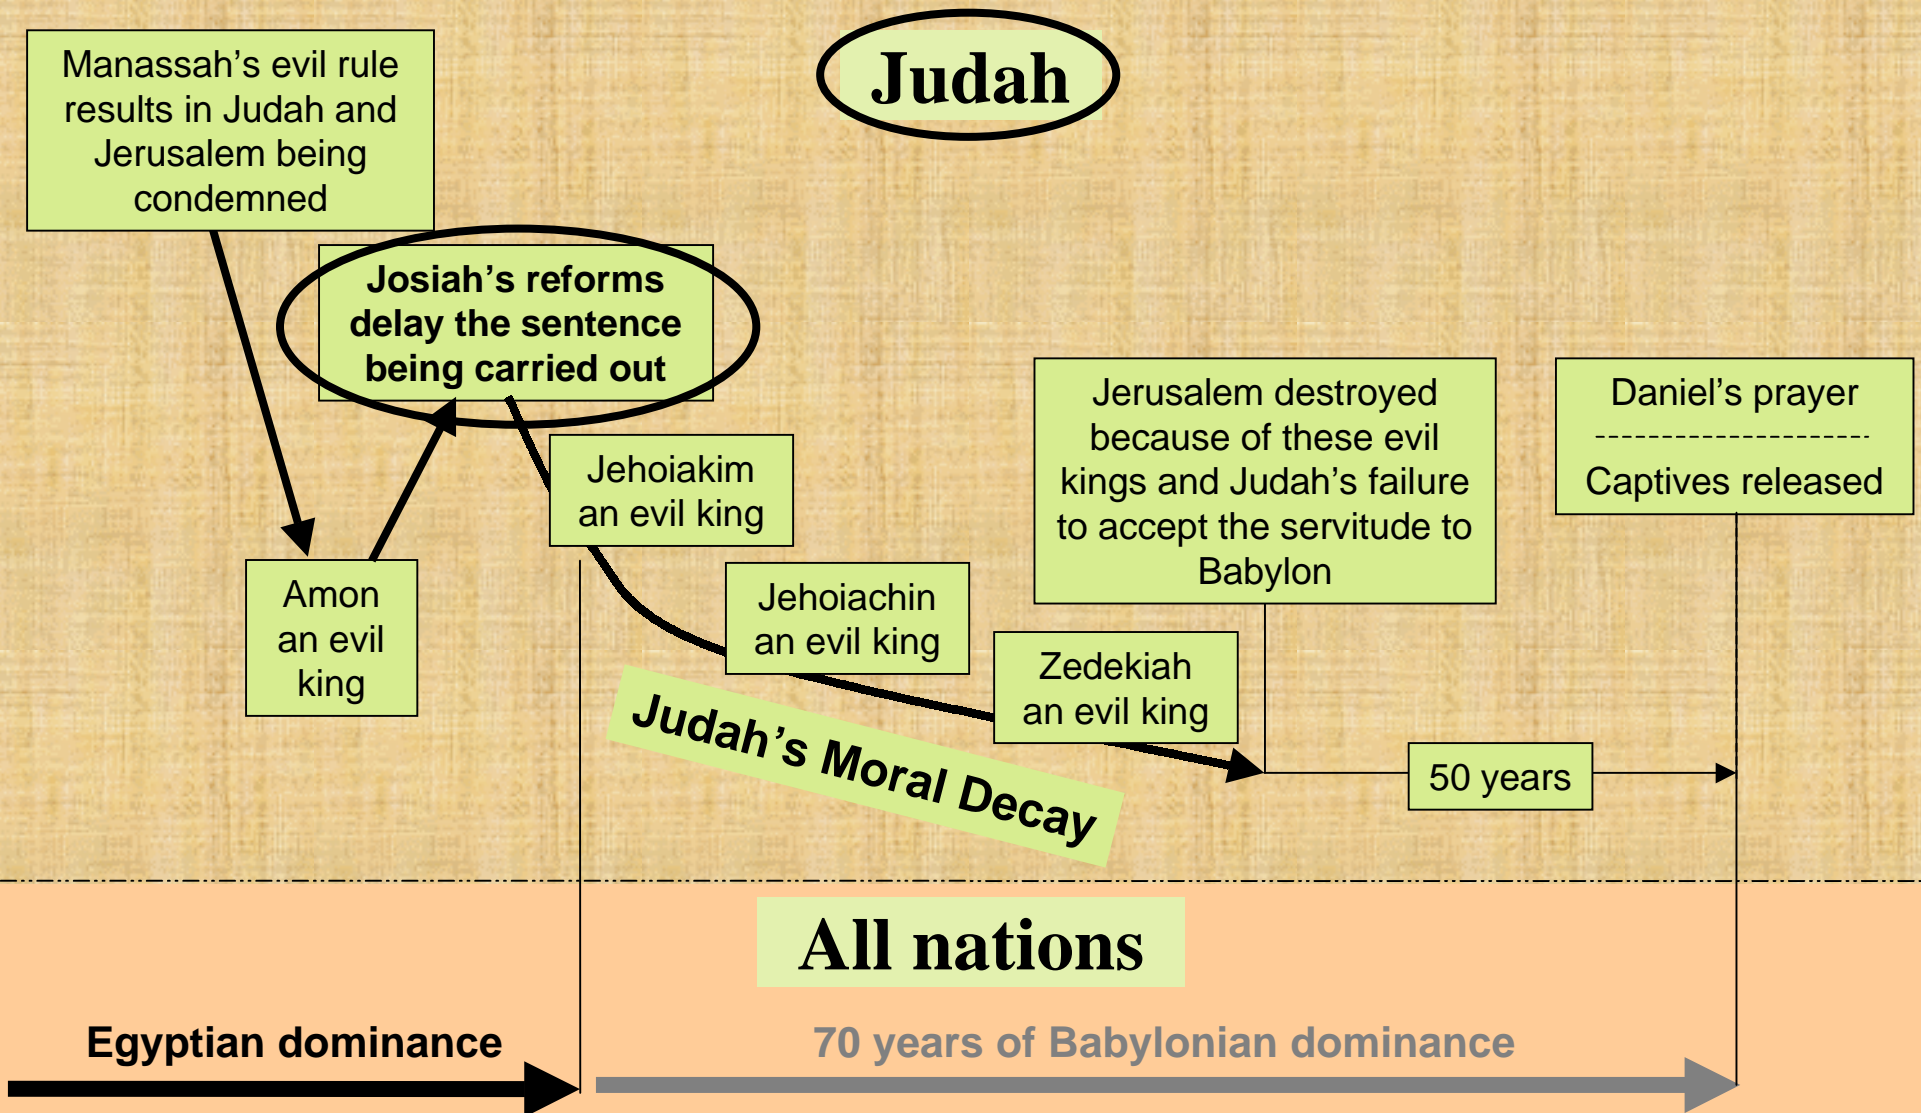 Judah
Manassah’s evil rule
results in Judah and
Jerusalem being
condemned
Josiah’s reforms
delay the sentence
being carried out
Amon
an evil
king
Jehoiakim
an evil king
Jehoiachin
an evil king
Zedekiah
an evil king
Judah’s Moral Decay
Jerusalem destroyed
because of these evil
kings and Judah’s failure
to accept the servitude to
Babylon
Daniel’s prayer
Captives released
50 years
All nations
Egyptian dominance
70 years of Babylonian dominance